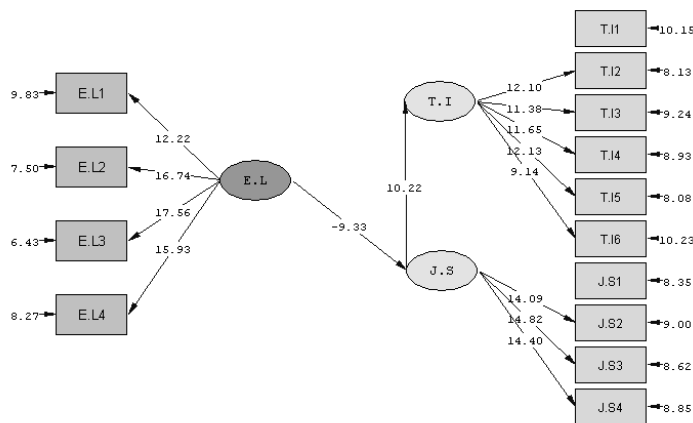 T.I1
10.15
T.I2
8.13
9.83
E.L1
12.10
T.I
11.38
T.I3
9.24
12.22
11.65
T.I4
8.93
12.13
7.50
E.L2
16.74
E.L
9.14
T.I5
8.08
10.22
17.56
-9.33
T.I6
10.23
6.43
E.L3
15.93
J.S
J.S1
8.35
14.09
8.27
E.L4
14.82
J.S2
9.00
14.40
J.S3
8.62
J.S4
8.85